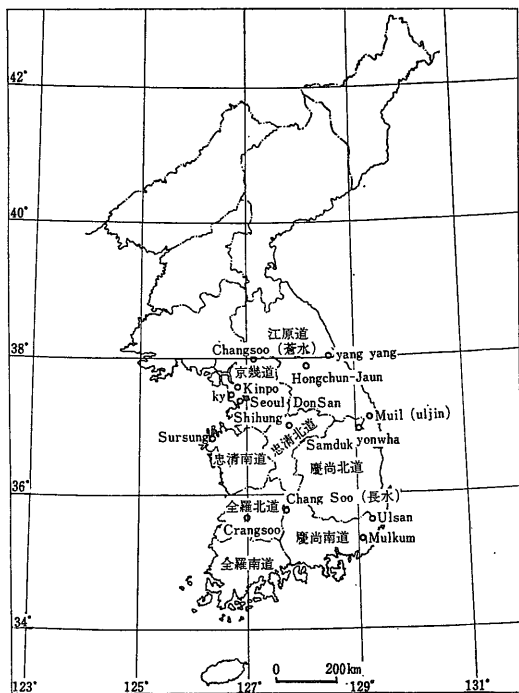 42°
40°
江原道
Changsoo (蒼水)
38°
yang yang
京畿道
Hongchun-Jaun
Kinpo
ky
Seoul
DonSan
Shihung
忠清北道
Muil (uljin)
Sursung
Samduk
yonwha
忠清南道
慶尚北道
36°
Chang Soo (長水)
全羅北道
Ulsan
Crangsoo
慶尚南道
Mulkum
全羅南道
34°
0 200km
123° 125° 127° 129° 131°